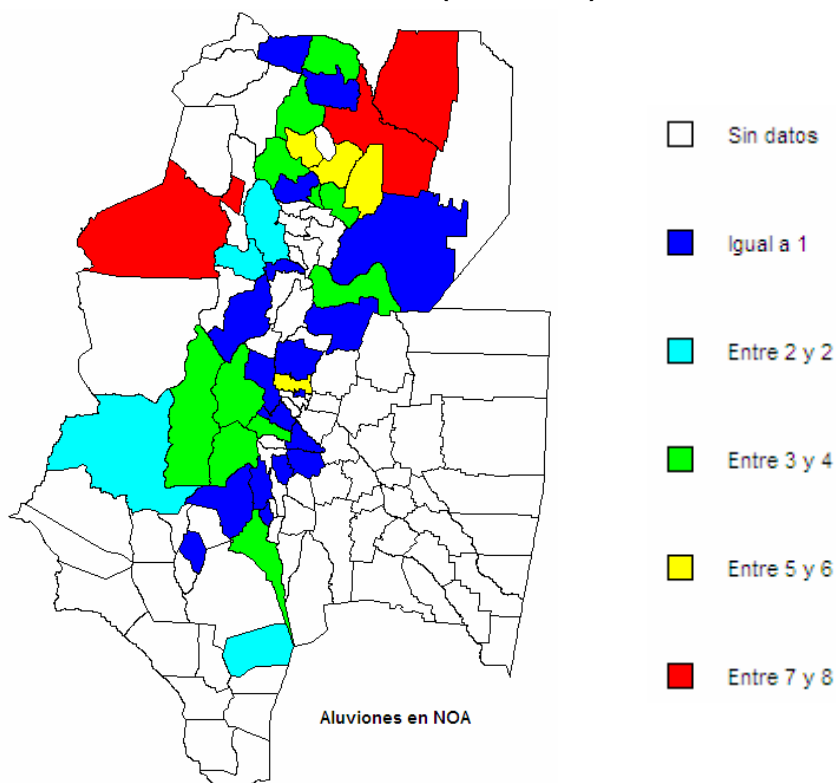 Sin datos
Igual a 1
Entre 2 y 2
Entre 3 y 4
Entre 5 y 6
Entre 7 y 8
Aluviones en NOA